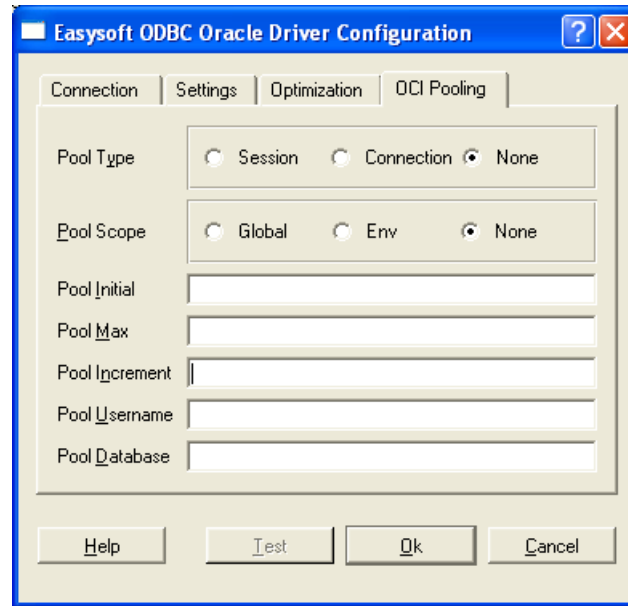 Easysoft ODBC Oracle Driver Configuration
Connection Settings Optimization OCI Pooling
Pool Type Session Connection None
Pool Scope Global Env None
Pool Initial
Pool Max
Pool Increment
Pool Username
Pool Database
Help Test Ok Cancel